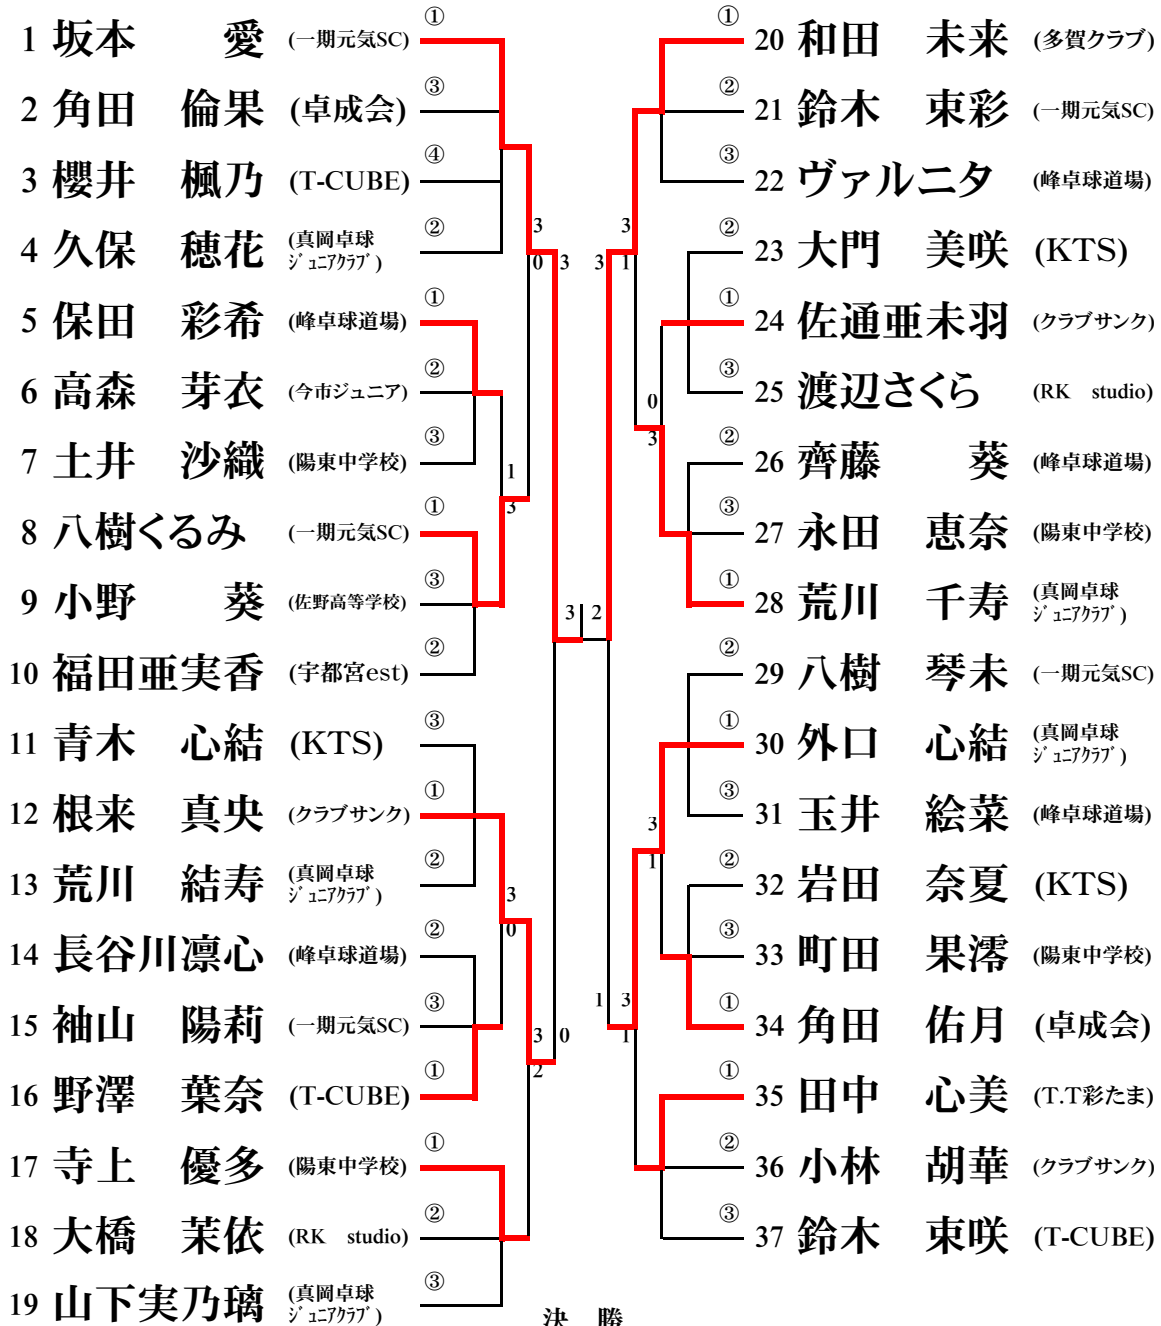 ① 1 坂本 愛 (一期元気SC)
③ 2 角田 倫果 (卓成会)
④ 3 櫻井 楓乃 (T-CUBE)
② 4 久保 穂花 (真岡卓球ジュニアクラブ)
① 5 保田 彩希 (峰卓球道場)
② 6 高森 芽衣 (今市ジュニア)
③ 7 土井 沙織 (陽東中学校)
① 8 八樹くるみ (一期元気SC)
③ 9 小野 葵 (佐野高等学校)
② 10 福田亜実香 (宇都宮est)
③ 11 青木 心結 (KTS)
① 12 根来 真央 (クラブサンク)
② 13 荒川 結寿 (真岡卓球ジュニアクラブ)
② 14 長谷川凛心 (峰卓球道場)
③ 15 袖山 陽莉 (一期元気SC)
① 16 野澤 葉奈 (T-CUBE)
① 17 寺上 優多 (陽東中学校)
② 18 大橋 茉依 (RK studio)
③ 19 山下実乃璃 (真岡卓球ジュニアクラブ)
3
0
3
1
3
3
0
3
2
0
3 2
3
3
1
0
3
3
1
1
3
1
① 20 和田 未来 (多賀クラブ)
② 21 鈴木 東彩 (一期元気SC)
③ 22 ヴァルニタ (峰卓球道場)
② 23 大門 美咲 (KTS)
① 24 佐通亜未羽 (クラブサンク)
③ 25 渡辺さくら (RK studio)
② 26 齊藤 葵 (峰卓球道場)
③ 27 永田 恵奈 (陽東中学校)
① 28 荒川 千寿 (真岡卓球ジュニアクラブ)
② 29 八樹 琴未 (一期元気SC)
① 30 外口 心結 (真岡卓球ジュニアクラブ)
③ 31 玉井 絵菜 (峰卓球道場)
② 32 岩田 奈夏 (KTS)
③ 33 町田 果澪 (陽東中学校)
① 34 角田 佑月 (卓成会)
① 35 田中 心美 (T.T彩たま)
② 36 小林 胡華 (クラブサンク)
③ 37 鈴木 東咲 (T-CUBE)
決 勝